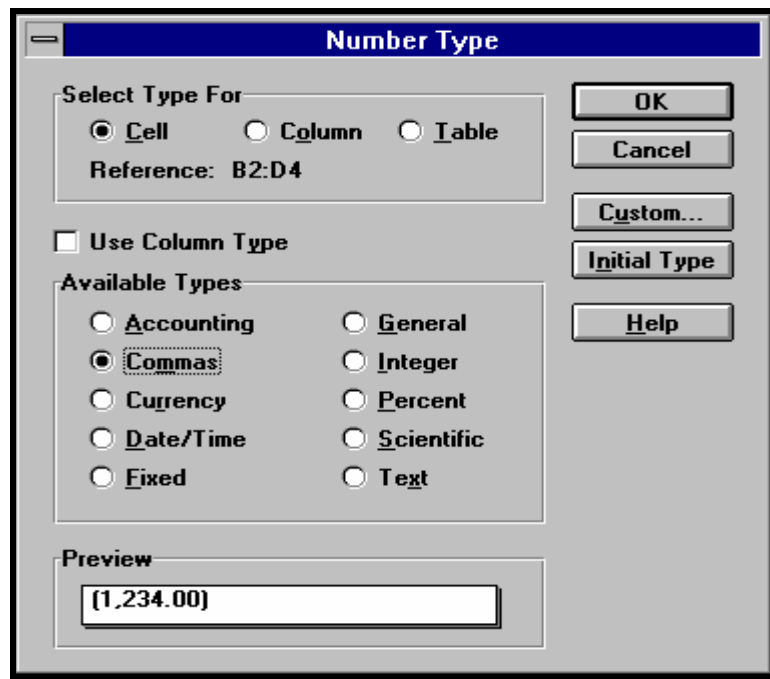 Number Type
Select Type For
Cell Column Table
Reference: B2:D4
Use Column Type
Available Types
Accounting General
Commas Integer
Currency Percent
Date/Time Scientific
Fixed Text
Preview
(1,234.00)
OK
Cancel
Custom...
Initial Type
Help